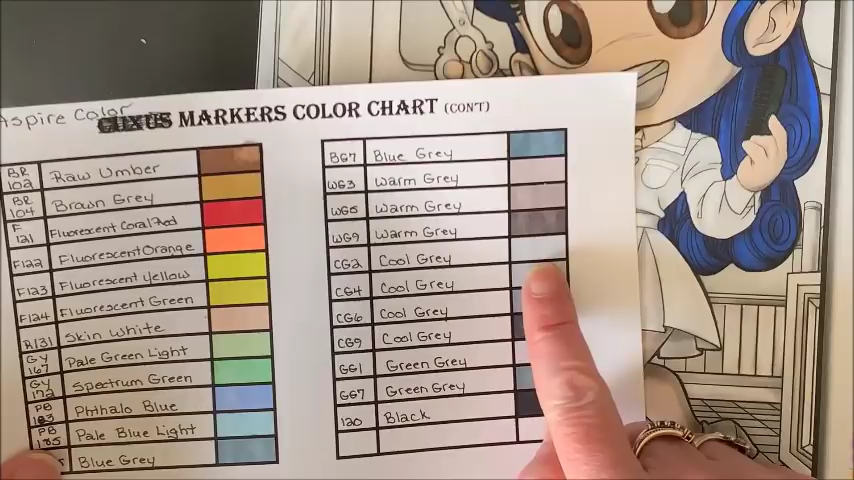 Aspire Color
CUXUS MARKERS COLOR CHART (CONT)
BR 102 Raw Umber
BR 104 Brown Grey
F 121 Fluorescent Coral Red
F122 Fluorescent Orange
F123 Fluorescent Yellow
F124 Fluorescent Green
R131 Skin White
GY 167 Pale Green Light
GY 172 Spectrum Green
PB 183 Phthalo Blue
PB 185 Pale Blue Light
Blue Grey
BG7 Blue Grey
WG3 Warm Grey
WG5 Warm Grey
WG9 Warm Grey
CG2 Cool Grey
CG4 Cool Grey
CG6 Cool Grey
CG9 Cool Grey
GG1 Green Grey
GG7 Green Grey
120 Black